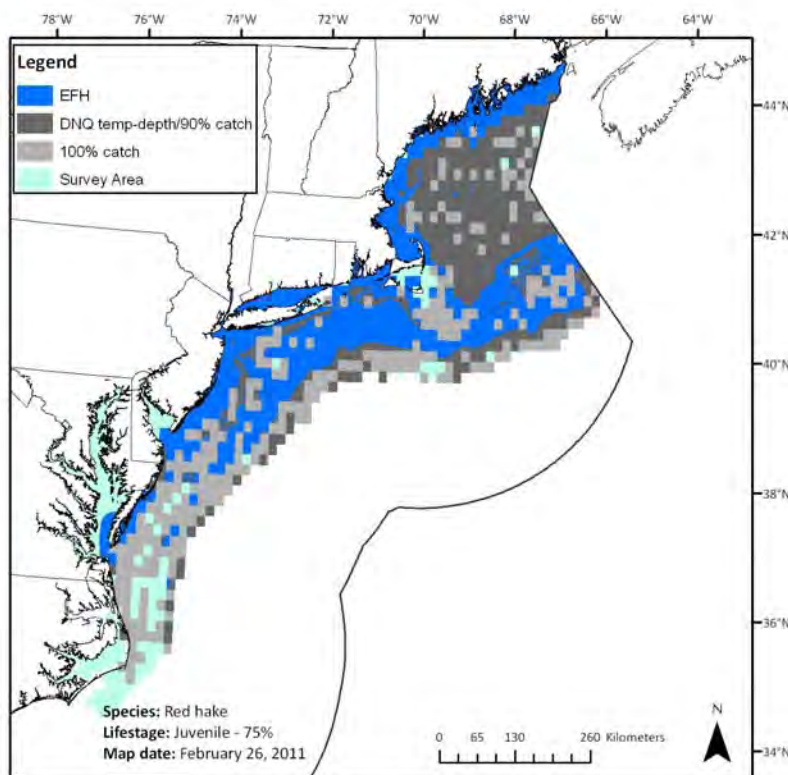 78°W 76°W 74°W 72°W 70°W 68°W 66°W 64°W
Legend
EFH
DNQ temp-depth/90% catch
100% catch
Survey Area
44°N
42°N
40°N
38°N
36°N
34°N
Species: Red hake
Lifestage: Juvenile - 75%
Map date: February 26, 2011
0 65 130 260 Kilometers
N